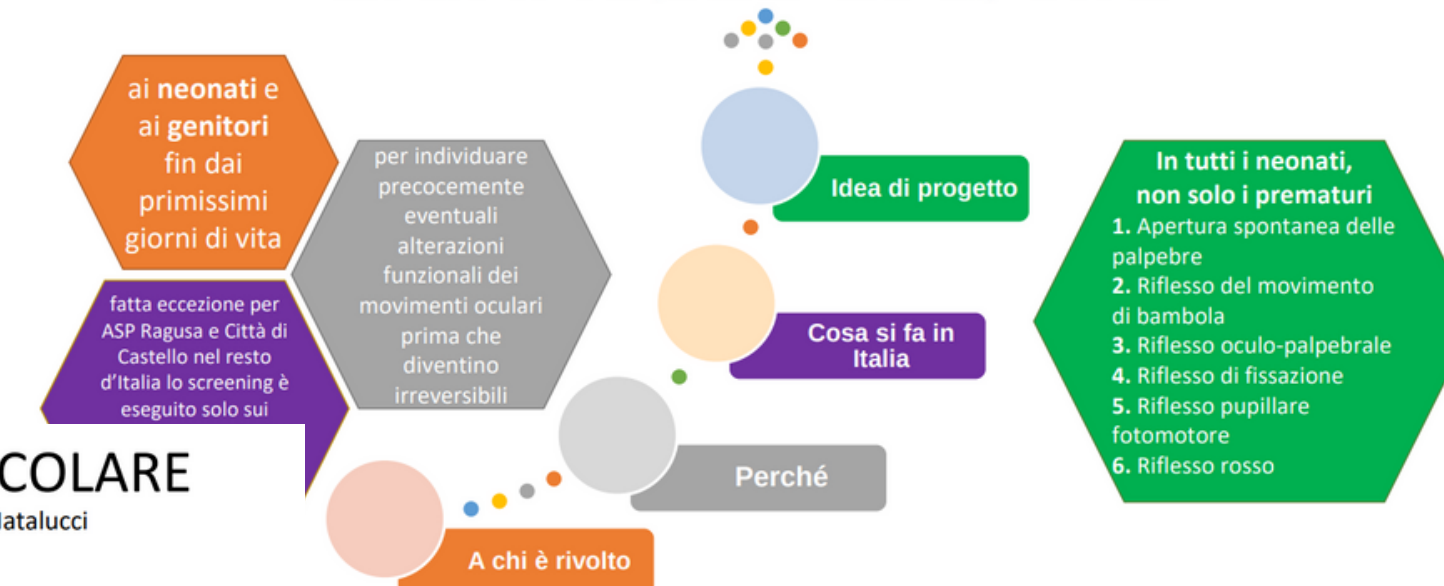 ai neonati e
ai genitori
fin dai
primissimi
giorni di vita
per individuare
precocemente
eventuali
alterazioni
funzionali dei
movimenti oculari
prima che
diventino
irreversibili
fatta eccezione per
ASP Ragusa e Città di
Castello nel resto
d'Italia lo screening è
eseguito solo sui
COLARE
latalucci
Idea di progetto
Cosa si fa in
Italia
Perché
A chi è rivolto
In tutti i neonati,
non solo i prematuri
1. Apertura spontanea delle
palpebre
2. Riflesso del movimento
di bambola
3. Riflesso oculo-palpebrale
4. Riflesso di fissazione
5. Riflesso pupillare
fotomotore
6. Riflesso rosso